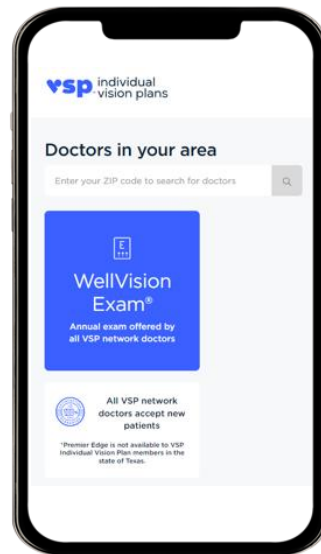 vsp. individual
vision plans
Doctors in your area
Enter your ZIP code to search for doctors
E
WellVision
Exam®
Annual exam offered by
all VSP network doctors
All VSP network
doctors accept new
patients
*Premier Edge is not available to VSP
Individual Vision Plan members in the
state of Texas.